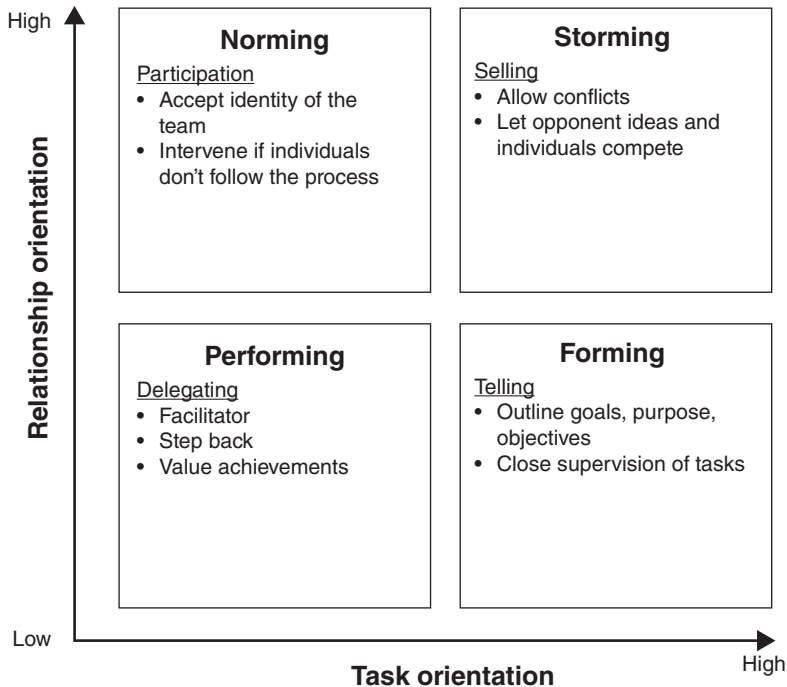 High
Relationship orientation
Norming
Participation
• Accept identity of the
team
• Intervene if individuals
don't follow the process
Storming
Selling
• Allow conflicts
• Let opponent ideas and
individuals compete
Performing
Delegating
• Facilitator
• Step back
• Value achievements
Forming
Telling
• Outline goals, purpose,
objectives
• Close supervision of tasks
Low
Task orientation
High